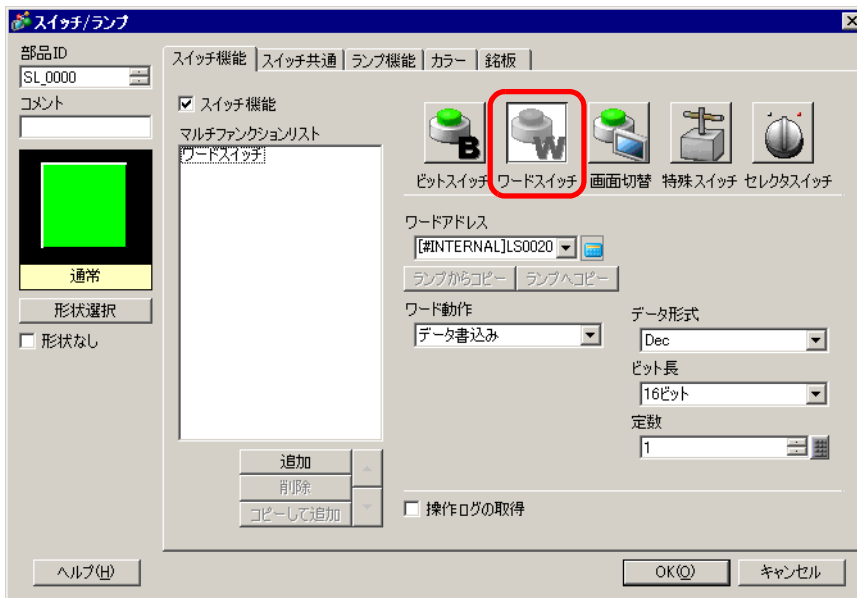 スイッチ/ランプ
部品ID
SL_0000
コメント
通常
形状選択
形状なし
スイッチ機能 スイッチ共通 ランプ機能 カラー 銘板
スイッチ機能
マルチファンクションリスト
ワードスイッチ
追加
削除
コピーして追加
B W
ビットスイッチ ワードスイッチ 画面切替 特殊スイッチ セレクタスイッチ
ワードアドレス
[#INTERNAL]LS0020
ランプからコピー ランプへコピー
ワード動作
データ書込み
データ形式
Dec
ビット長
16ビット
定数
1
操作ログの取得
ヘルプ(H) OK(O) キャンセル